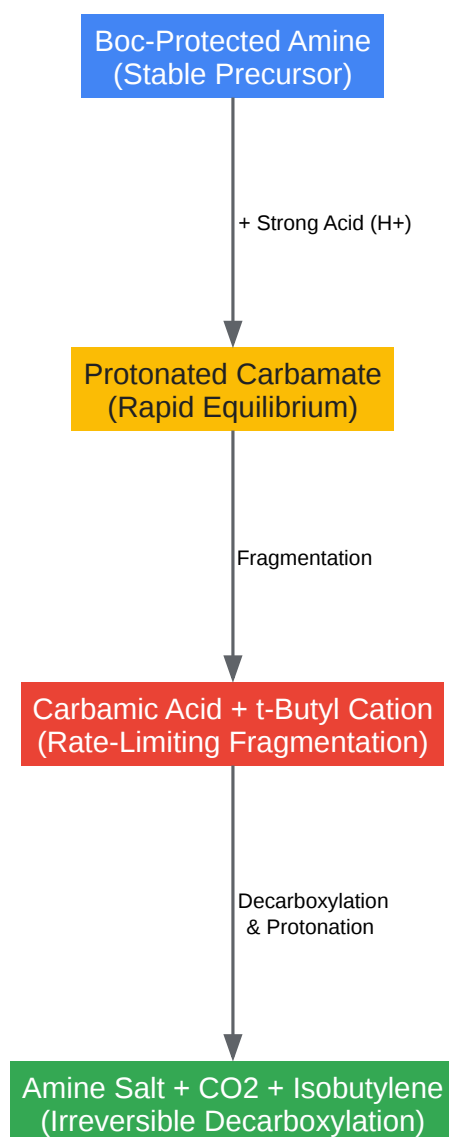 Boc-Protected Amine
(Stable Precursor)
+ Strong Acid (H+)
Protonated Carbamate
(Rapid Equilibrium)
Fragmentation
Carbamic Acid + t-Butyl Cation
(Rate-Limiting Fragmentation)
Decarboxylation
& Protonation
Amine Salt + CO2 + Isobutylene
(Irreversible Decarboxylation)